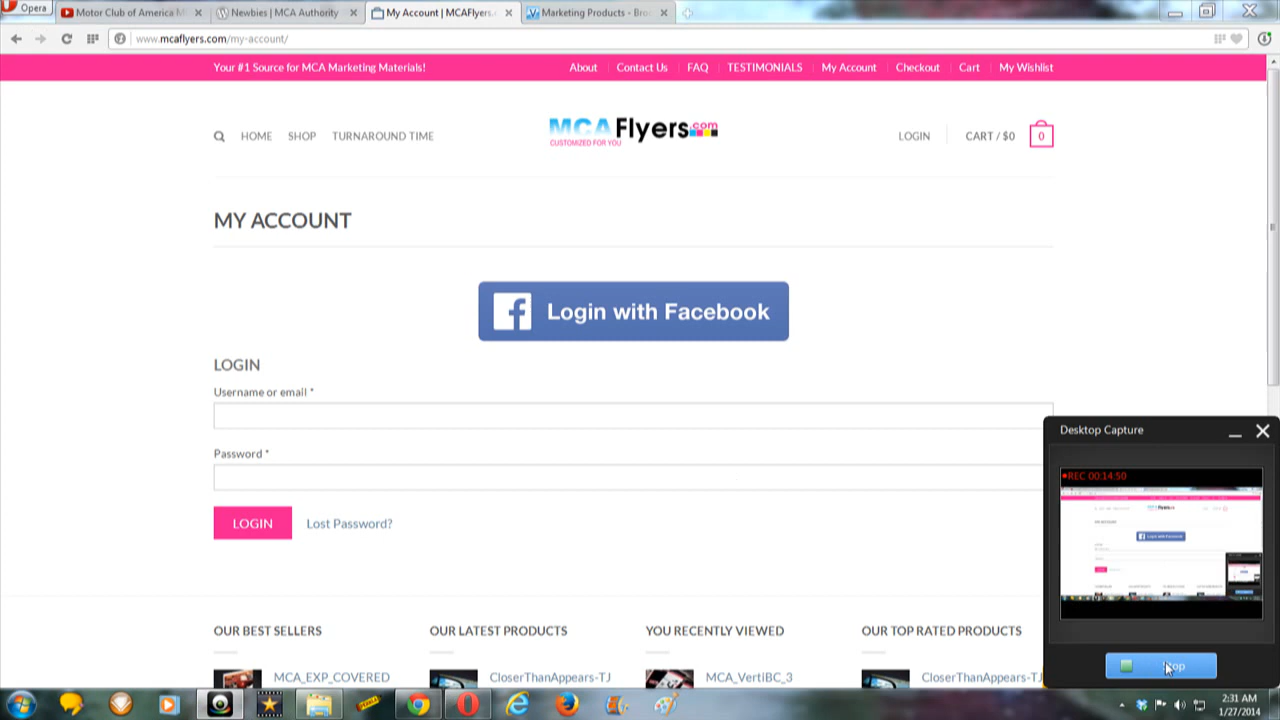 Opera
Motor Club of America M
Newbies | MCA Authority
My Account | MCAFlyers.
Marketing Products - Bro
www.mcaflyers.com/my-account/
Your #1 Source for MCA Marketing Materials!
About
Contact Us
FAQ
TESTIMONIALS
My Account
Checkout
Cart
My Wishlist
HOME
SHOP
TURNAROUND TIME
MCAFlyers.com
CUSTOMIZED FOR YOU
LOGIN
CART / $0
0
MY ACCOUNT
Login with Facebook
LOGIN
Username or email *
Password *
LOGIN
Lost Password?
Desktop Capture
REC 00:14:50
OUR BEST SELLERS
OUR LATEST PRODUCTS
YOU RECENTLY VIEWED
OUR TOP RATED PRODUCTS
MCA_EXP_COVERED
CloserThanAppears-TJ
MCA_VertiBC_3
CloserThanAppears-TJ
Stop
2:31 AM
1/27/2014